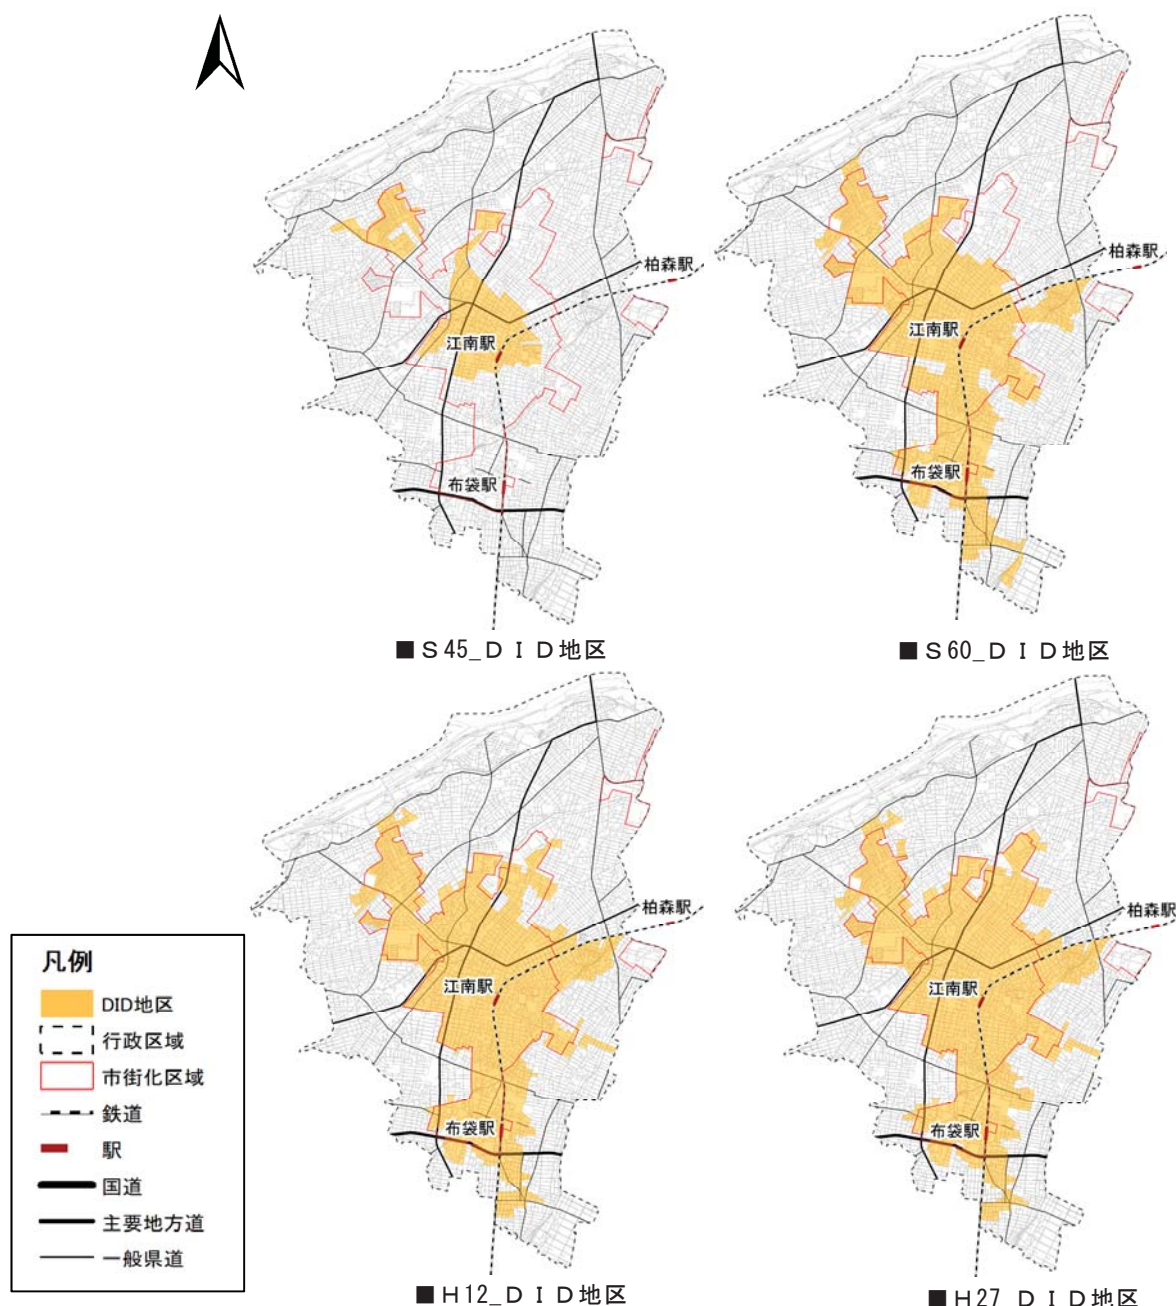 柏森駅
柏森駅
江南駅
江南駅
布袋駅
布袋駅
■Ｓ45_ＤＩＤ地区
■Ｓ60_ＤＩＤ地区
柏森駅
柏森駅
江南駅
江南駅
布袋駅
布袋駅
凡例
DID地区
行政区域
市街化区域
鉄道
駅
国道
主要地方道
一般県道
■Ｈ12_ＤＩＤ地区
■Ｈ27_ＤＩＤ地区